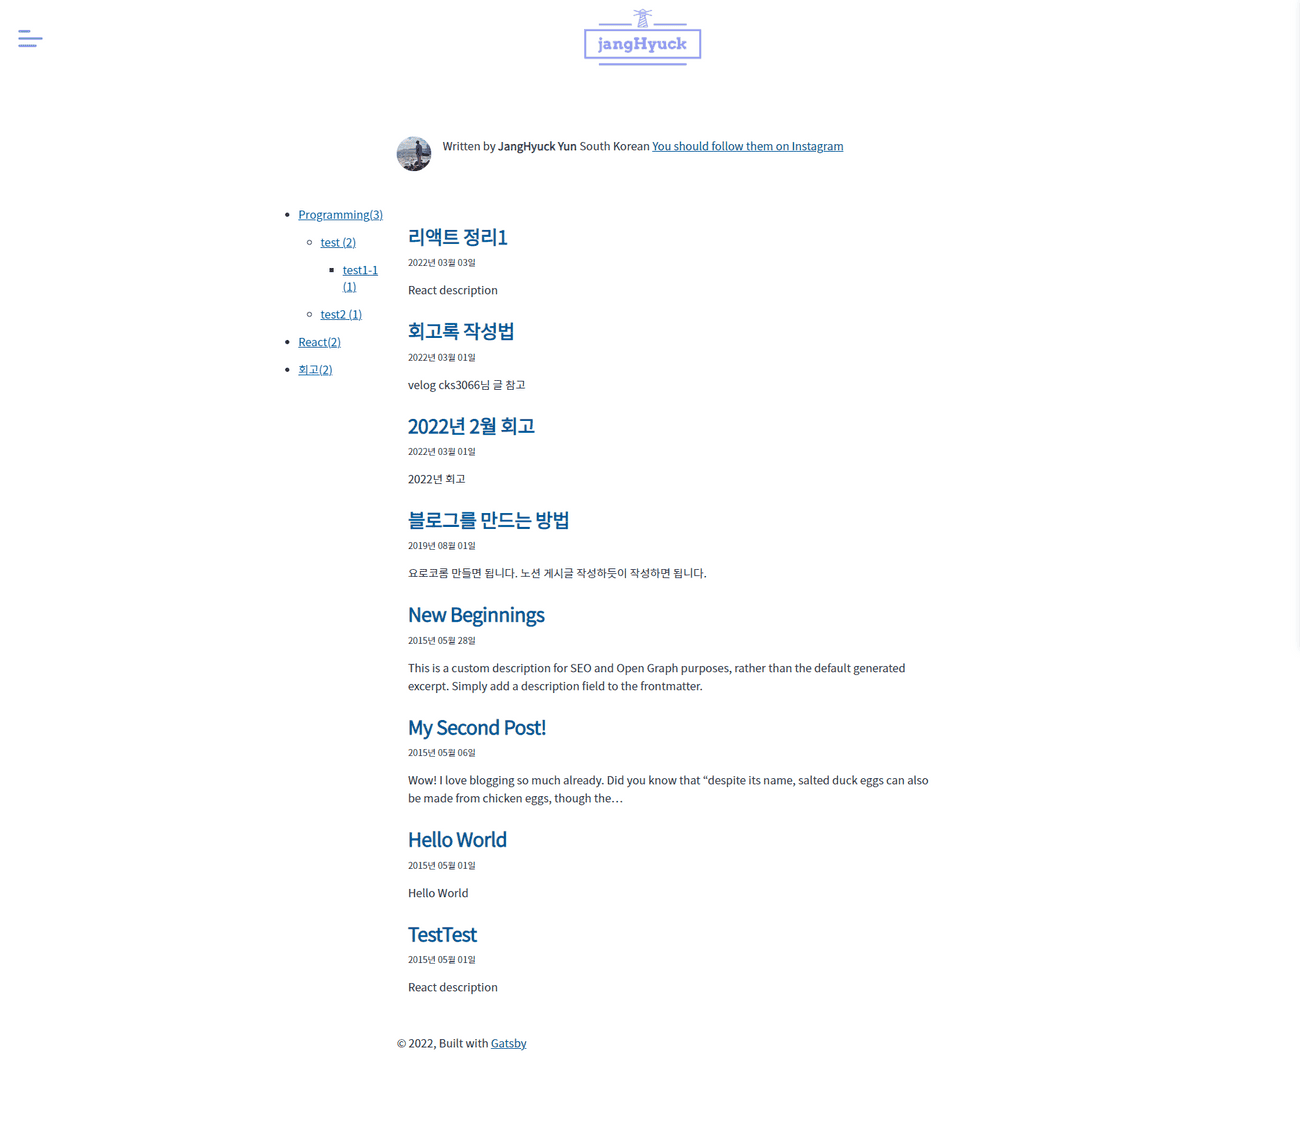 jangHyuck
Written by JangHyuck Yun South Korean You should follow them on Instagram
Programming(3)
test (2)
test1-1
(1)
test2 (1)
React(2)
회고(2)
리액트 정리1
2022년 03월 03일
React description
회고록 작성법
2022년 03월 01일
velog cks3066님 글 참고
2022년 2월 회고
2022년 03월 01일
2022년 회고
블로그를 만드는 방법
2019년 08월 01일
요로코롬 만들면 됩니다. 노션 게시글 작성하듯이 작성하면 됩니다.
New Beginnings
2015년 05월 28일
This is a custom description for SEO and Open Graph purposes, rather than the default generated
excerpt. Simply add a description field to the frontmatter.
My Second Post!
2015년 05월 06일
Wow! I love blogging so much already. Did you know that “despite its name, salted duck eggs can also
be made from chicken eggs, though the…
Hello World
2015년 05월 01일
Hello World
TestTest
2015년 05월 01일
React description
© 2022, Built with Gatsby